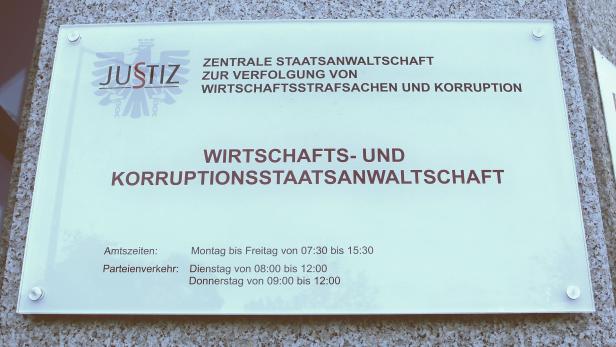 JUSTIZ
ZENTRALE STAATSANWALTSCHAFT
ZUR VERFOLGUNG VON
WIRTSCHAFTSSTRAFSACHEN UND KORRUPTION
WIRTSCHAFTS- UND
KORRUPTIONSSTAATSANWALTSCHAFT
Amtszeiten: Montag bis Freitag von 07:30 bis 15:30
Parteienverkehr: Dienstag von 08:00 bis 12:00
Donnerstag von 09:00 bis 12:00